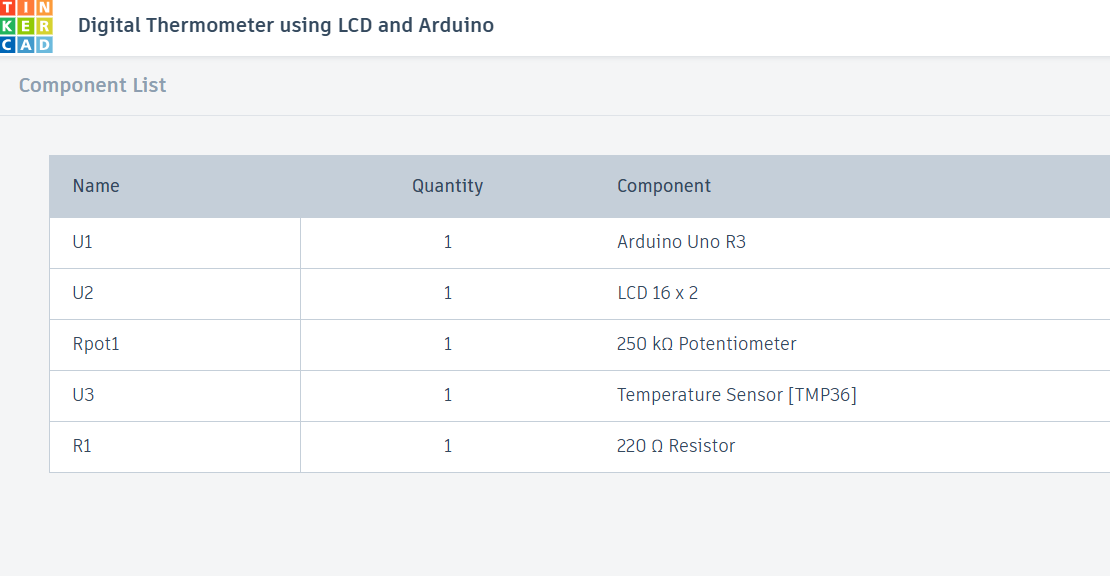 TIN
KER
CAD
Digital Thermometer using LCD and Arduino
Component List
Name Quantity Component
U1 1 Arduino Uno R3
U2 1 LCD 16 x 2
Rpot1 1 250 kΩ Potentiometer
U3 1 Temperature Sensor [TMP36]
R1 1 220 Ω Resistor